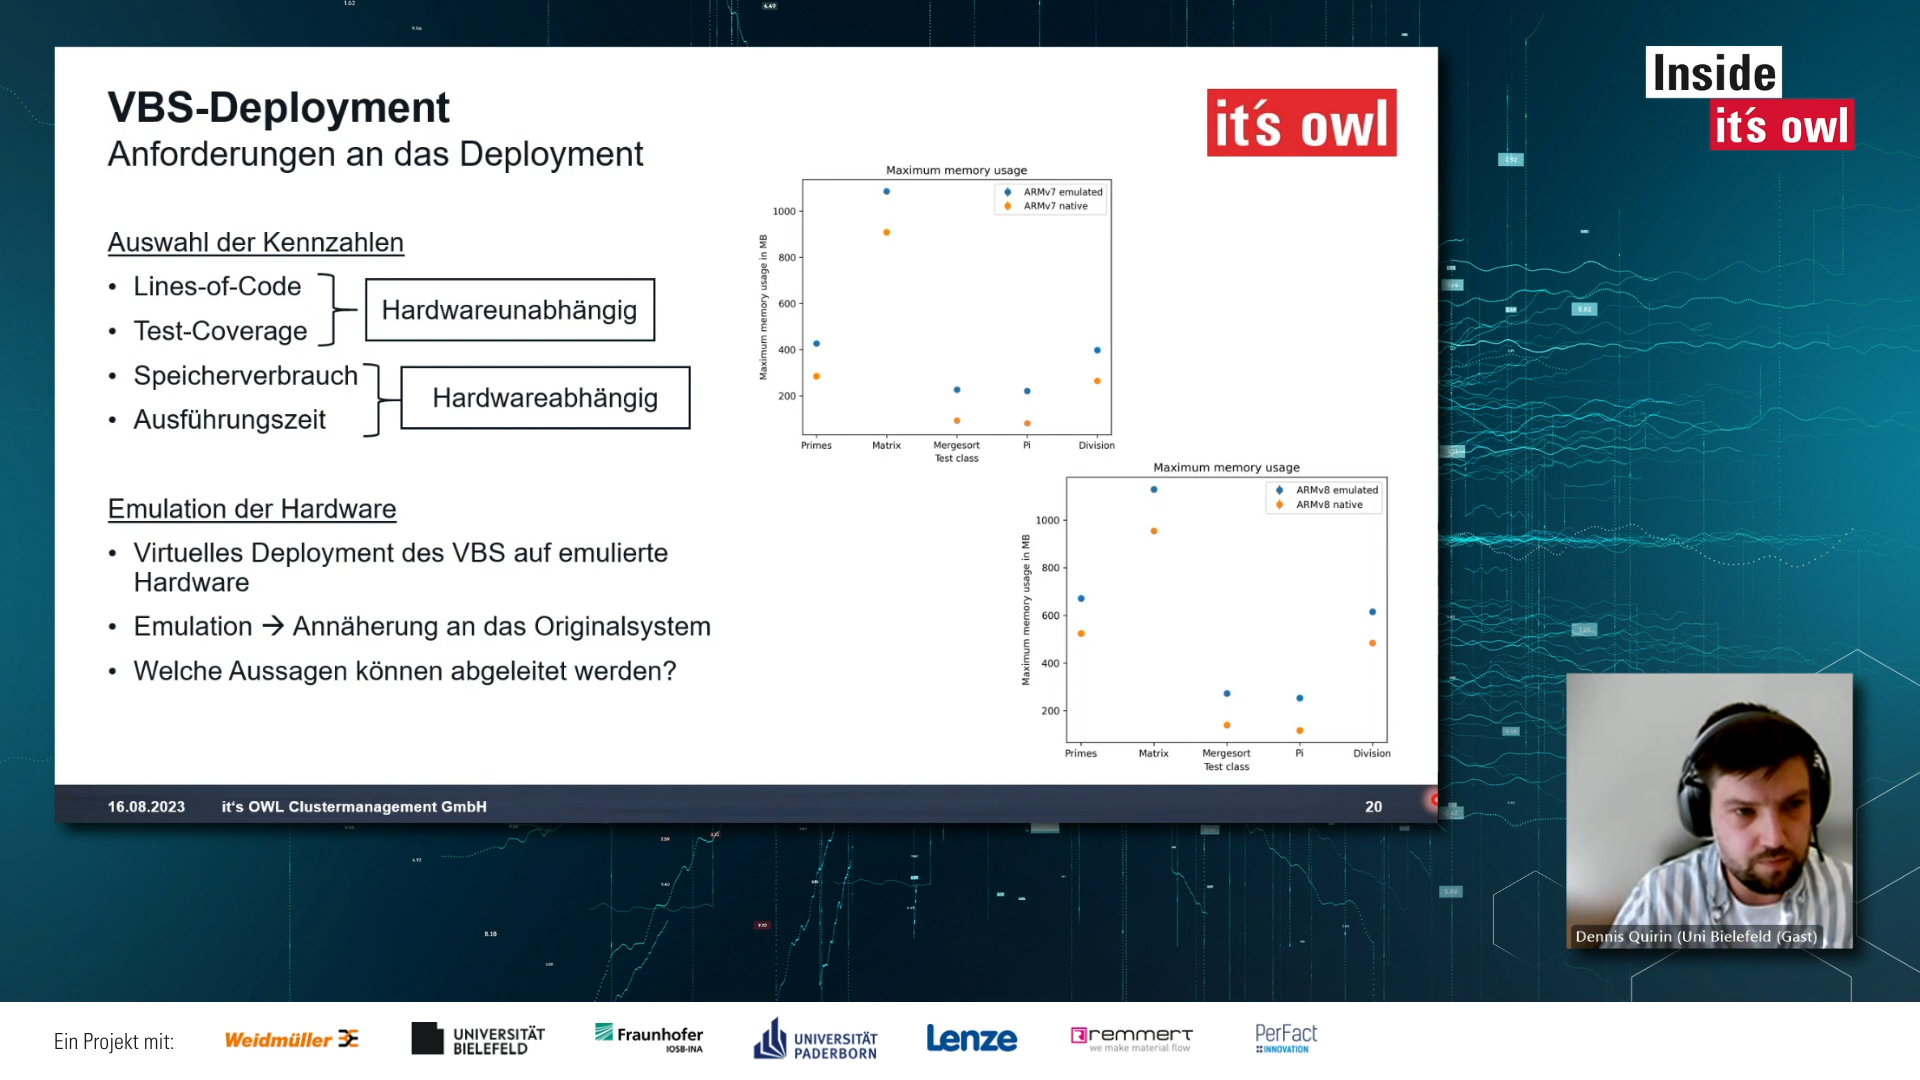 VBS-Deployment
Anforderungen an das Deployment
it´s owl
Inside
it´s owl
Auswahl der Kennzahlen
• Lines-of-Code
• Test-Coverage
Hardwareunabhängig
• Speicherverbrauch
• Ausführungszeit
Hardwareabhängig
Emulation der Hardware
• Virtuelles Deployment des VBS auf emulierte
Hardware
• Emulation → Annäherung an das Originalsystem
• Welche Aussagen können abgeleitet werden?
Maximum memory usage
ARMv7 emulated
ARMv7 native
Maximum memory usage in MB
1000
800
600
400
200
Primes Matrix Mergesort Pi Division
Test class
Maximum memory usage
ARMv8 emulated
ARMv8 native
Maximum memory usage in MB
1000
800
600
400
200
Primes Matrix Mergesort Pi Division
Test class
16.08.2023 it's OWL Clustermanagement GmbH 20
Dennis Quirin (Uni Bielefeld (Gast)
Ein Projekt mit:
Weidmüller
UNIVERSITÄT
BIELEFELD
Fraunhofer
IOSB-INA
UNIVERSITÄT
PADERBORN
Lenze
remmert
we make material flow
PerFact
INNOVATION